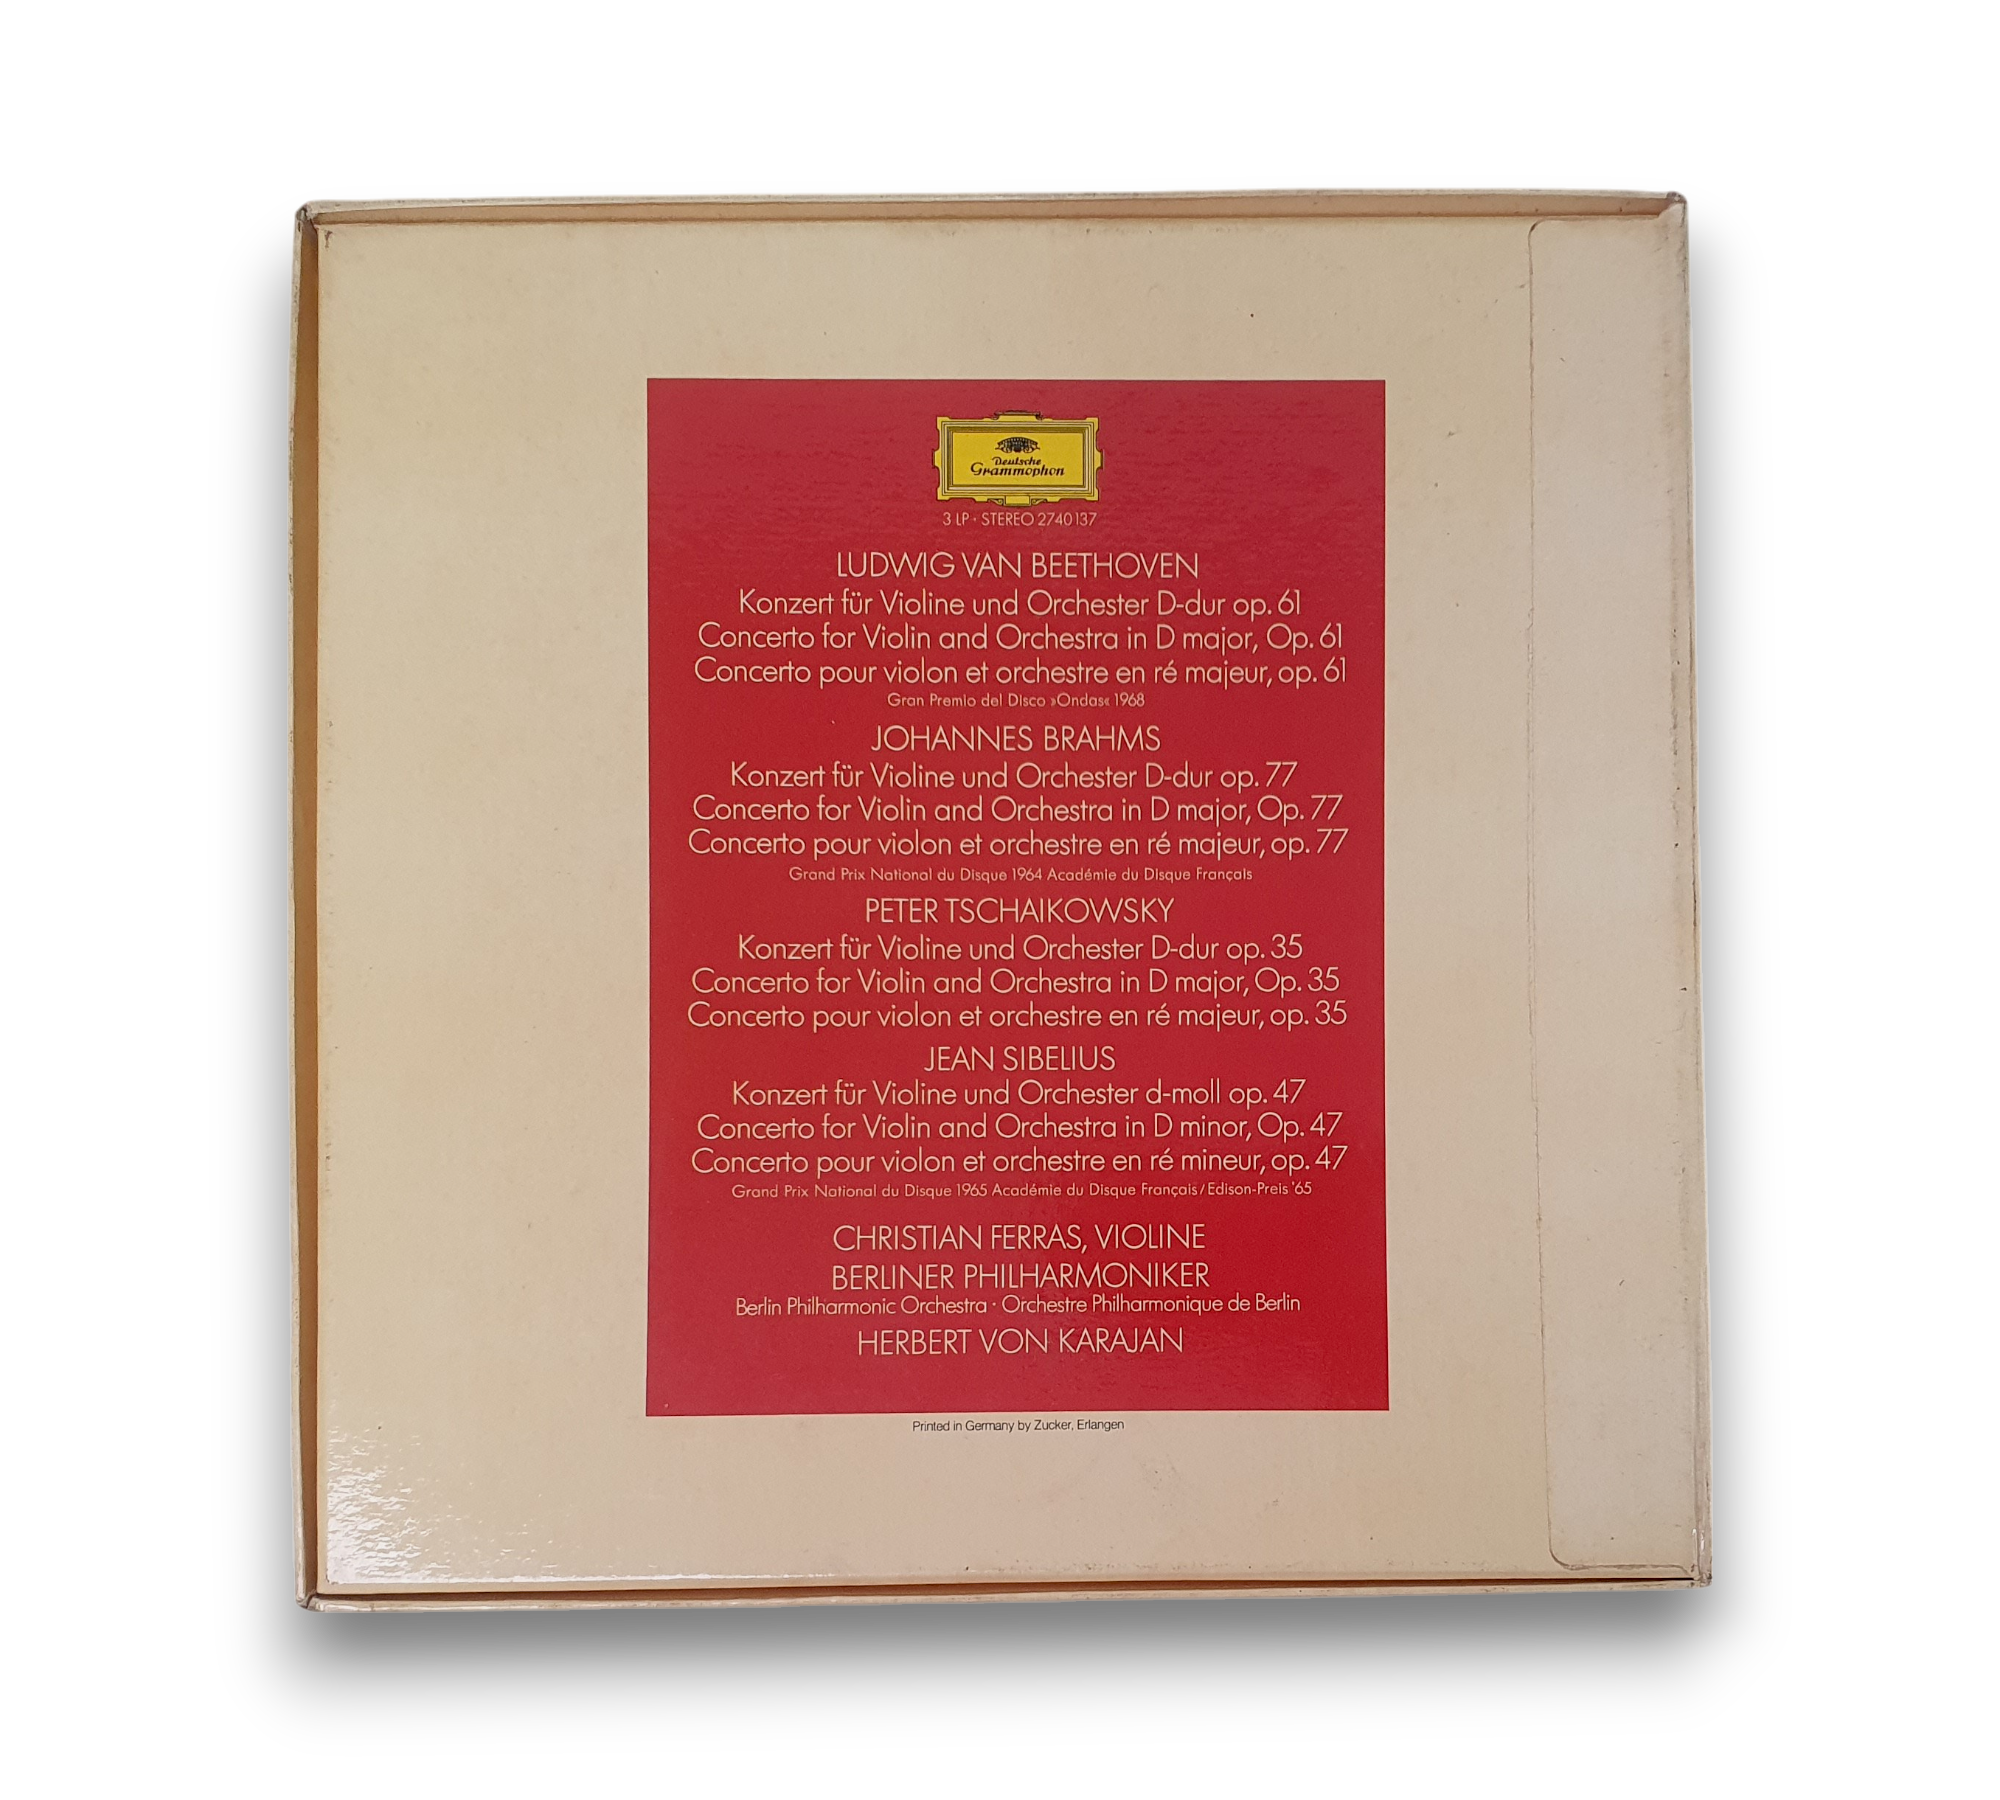 Deutsche
Grammophon
3 LP · STEREO 2740 137
LUDWIG VAN BEETHOVEN
Konzert für Violine und Orchester D-dur op. 61
Concerto for Violin and Orchestra in D major, Op. 61
Concerto pour violon et orchestre en ré majeur, op. 61
Gran Premio del Disco »Ondas« 1968
JOHANNES BRAHMS
Konzert für Violine und Orchester D-dur op. 77
Concerto for Violin and Orchestra in D major, Op. 77
Concerto pour violon et orchestre en ré majeur, op. 77
Grand Prix National du Disque 1964 Académie du Disque Français
PETER TSCHAIKOWSKY
Konzert für Violine und Orchester D-dur op. 35
Concerto for Violin and Orchestra in D major, Op. 35
Concerto pour violon et orchestre en ré majeur, op. 35
JEAN SIBELIUS
Konzert für Violine und Orchester d-moll op. 47
Concerto for Violin and Orchestra in D minor, Op. 47
Concerto pour violon et orchestre en ré mineur, op. 47
Grand Prix National du Disque 1965 Académie du Disque Français / Edison-Preis '65
CHRISTIAN FERRAS, VIOLINE
BERLINER PHILHARMONIKER
Berlin Philharmonic Orchestra · Orchestre Philharmonique de Berlin
HERBERT VON KARAJAN
Printed in Germany by Zucker, Erlangen